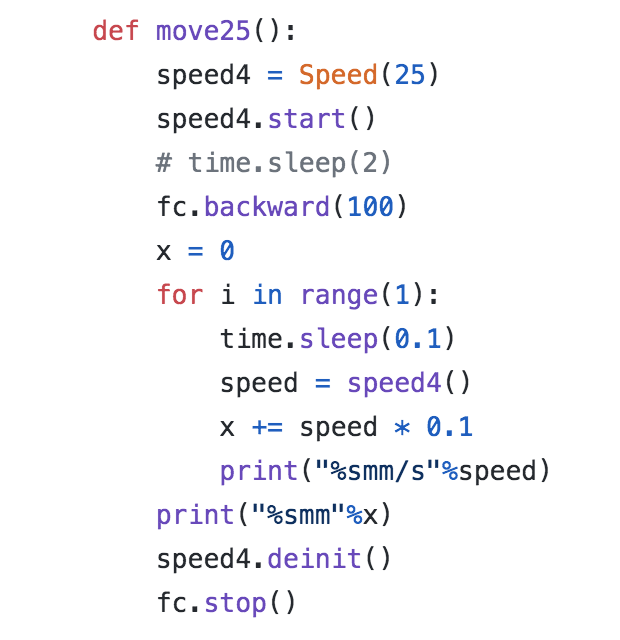 def move25():
    speed4 = Speed(25)
    speed4.start()
    # time.sleep(2)
    fc.backward(100)
    x = 0
    for i in range(1):
        time.sleep(0.1)
        speed = speed4()
        x += speed * 0.1
        print("%smm/s"%speed)
    print("%smm"%x)
    speed4.deinit()
    fc.stop()